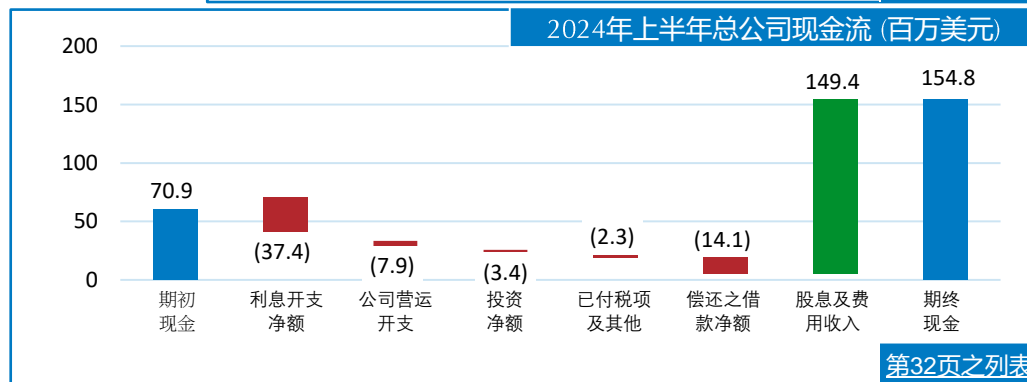 2024年上半年总公司现金流 (百万美元)
200
150
100
50
0
70.9
(37.4)
(7.9)
(3.4)
(2.3)
(14.1)
149.4
154.8
期初
现金
利息开支
净额
公司营运
开支
投资
净额
已付税项
及其他
偿还之借
款净额
股息及费
用收入
期终
现金
第32页之列表